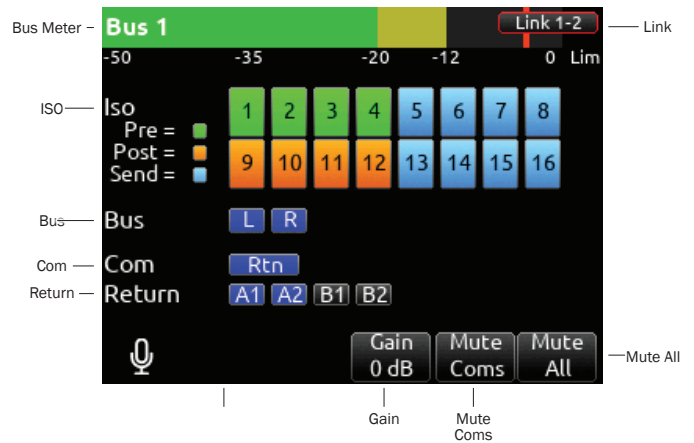 Bus Meter Bus 1 Link 1-2 Link
-50 -35 -20 -12 0 Lim
ISO Iso 1 2 3 4 5 6 7 8
Pre =
Post = 9 10 11 12 13 14 15 16
Send =
Bus Bus L R
Com Com Rtn
Return Return A1 A2 B1 B2
Gain Mute Mute
0 dB Coms All Mute All
Gain Mute
Coms